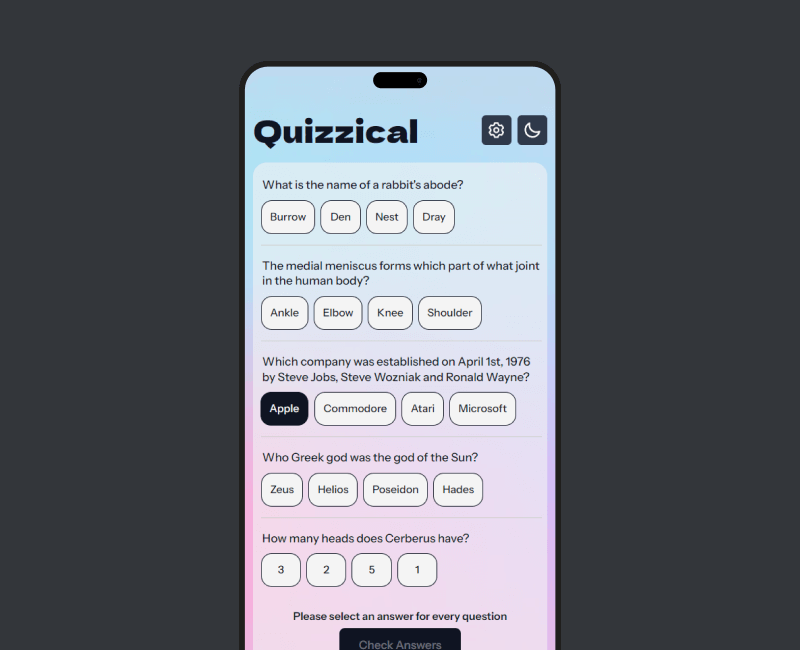 Quizzical
What is the name of a rabbit's abode?
Burrow Den Nest Dray
The medial meniscus forms which part of what joint
in the human body?
Ankle Elbow Knee Shoulder
Which company was established on April 1st, 1976
by Steve Jobs, Steve Wozniak and Ronald Wayne?
Apple Commodore Atari Microsoft
Who Greek god was the god of the Sun?
Zeus Helios Poseidon Hades
How many heads does Cerberus have?
3 2 5 1
Please select an answer for every question
Check Answers